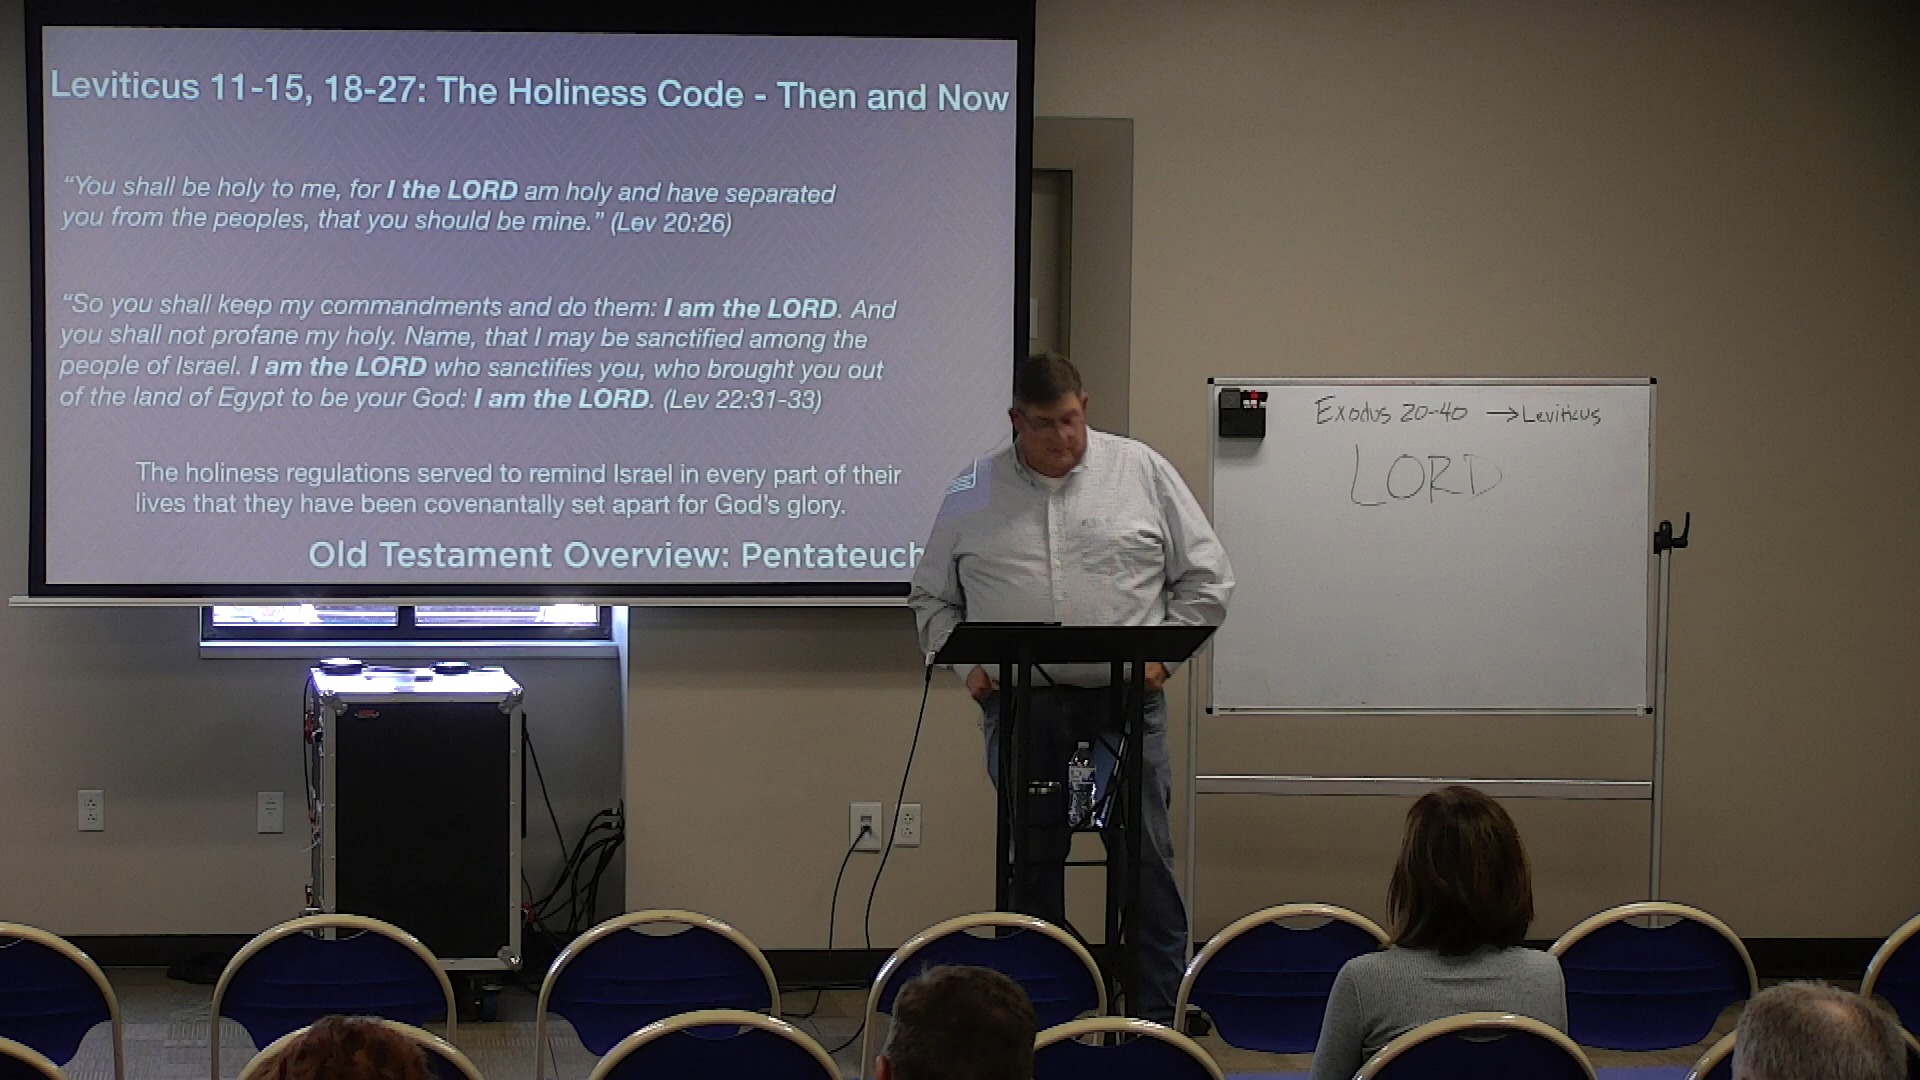 Leviticus 11-15, 18-27: The Holiness Code - Then and Now
“You shall be holy to me, for I the LORD am holy and have separated
you from the peoples, that you should be mine.” (Lev 20:26)
“So you shall keep my commandments and do them: I am the LORD. And
you shall not profane my holy. Name, that I may be sanctified among the
people of Israel. I am the LORD who sanctifies you, who brought you out
of the land of Egypt to be your God: I am the LORD. (Lev 22:31-33)
The holiness regulations served to remind Israel in every part of their
lives that they have been covenantally set apart for God's glory.
Old Testament Overview: Pentateuch
Exodus 20-40 → Leviticus
LORD